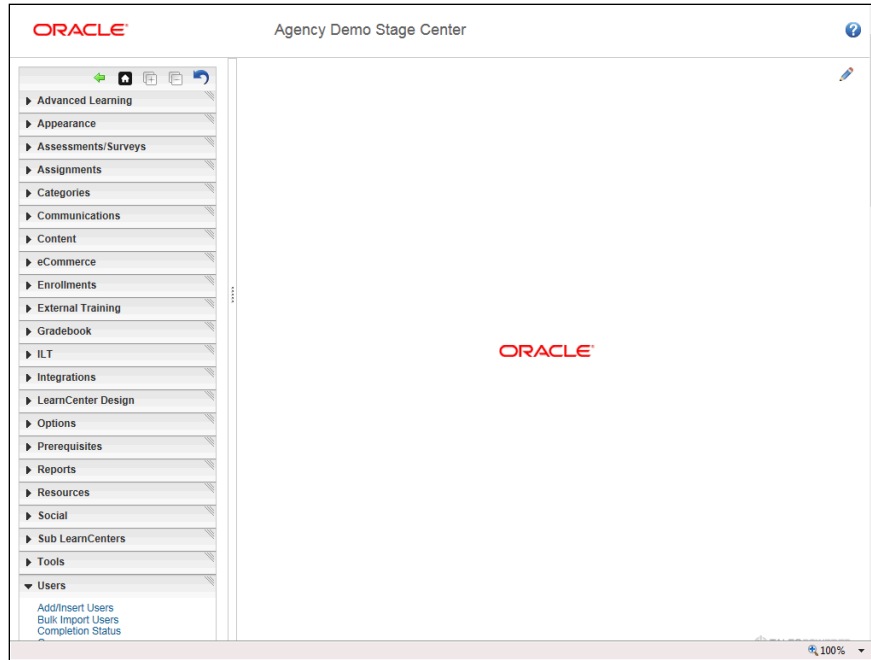 ORACLE
Agency Demo Stage Center
Advanced Learning
Appearance
Assessments/Surveys
Assignments
Categories
Communications
Content
eCommerce
Enrollments
External Training
Gradebook
ILT
Integrations
LearnCenter Design
Options
Prerequisites
Reports
Resources
Social
Sub LearnCenters
Tools
Users
Add/Insert Users
Bulk Import Users
Completion Status
ORACLE
100%